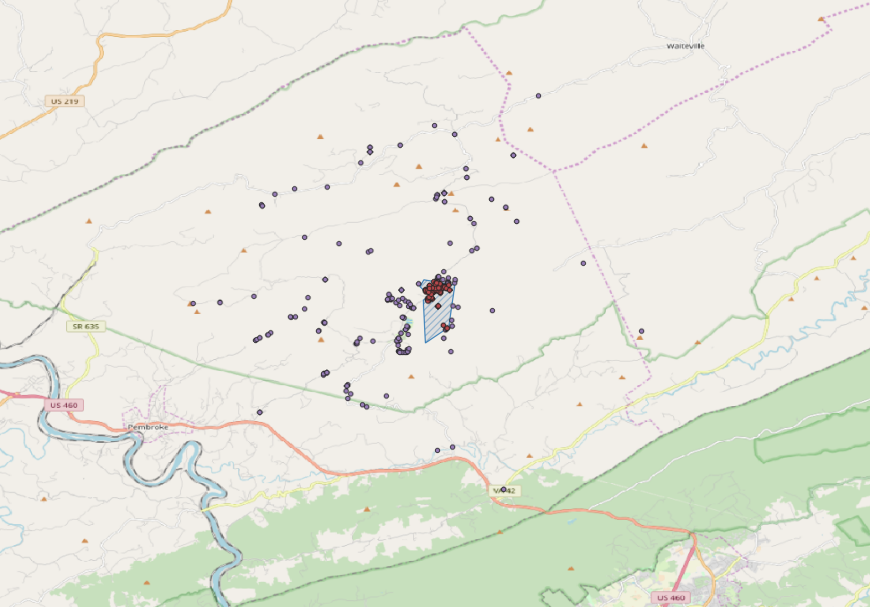 Waiteville
US 219
SR 635
US 460
Pembroke
VA 42
US 460